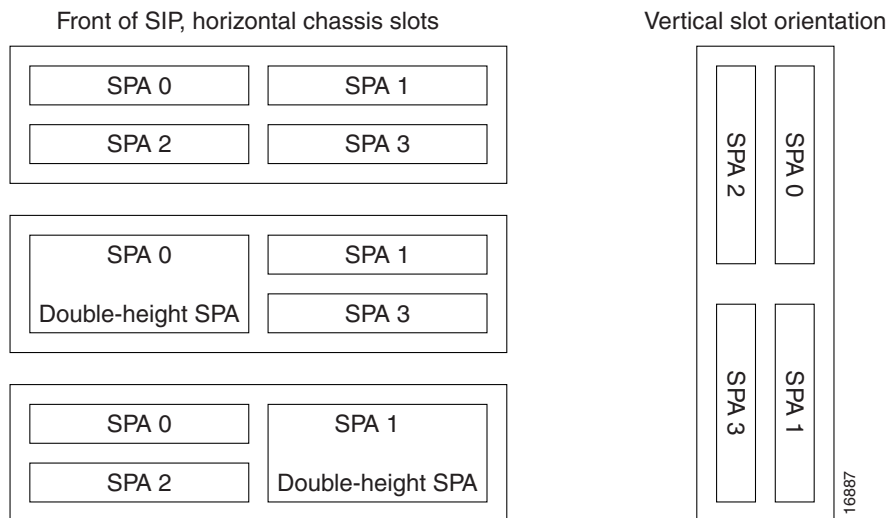 Front of SIP, horizontal chassis slots
SPA 0
SPA 1
SPA 2
SPA 3
SPA 0
Double-height SPA
SPA 1
SPA 3
SPA 0
SPA 2
SPA 1
Double-height SPA
Vertical slot orientation
SPA 2
SPA 0
SPA 3
SPA 1
16887